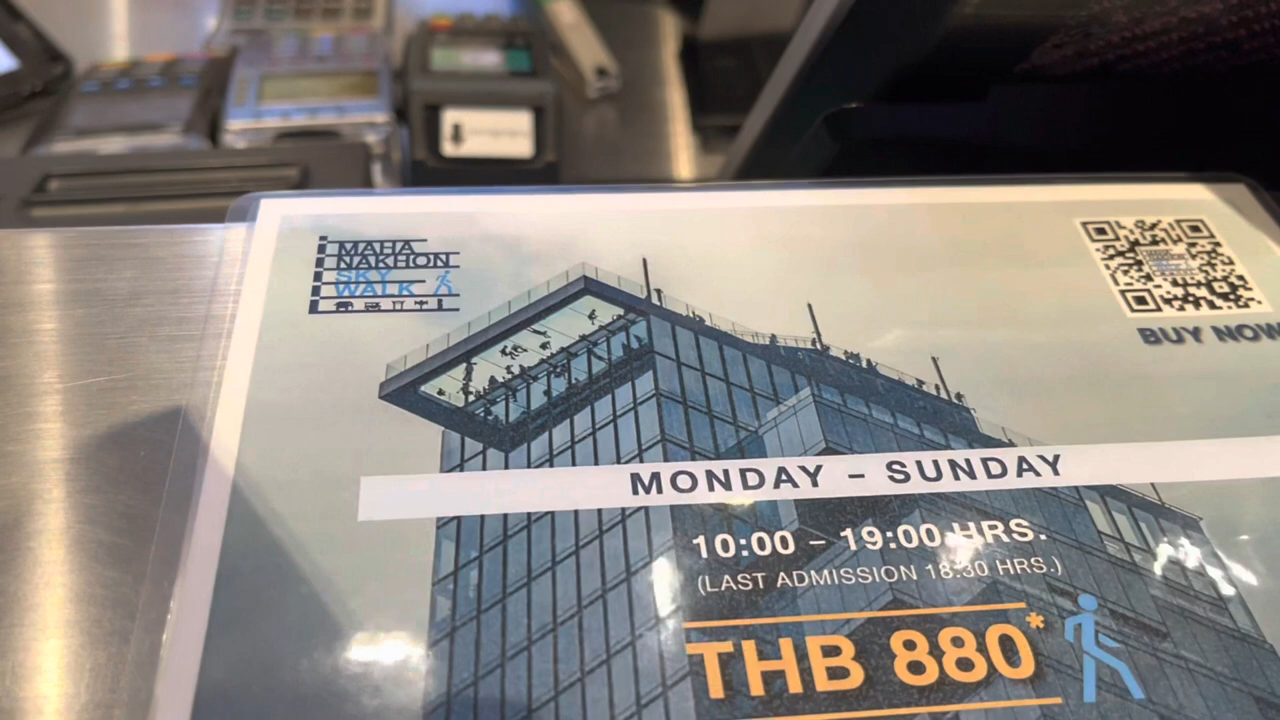 MAHA
NAKHON
SKY
WALK
BUY NOW
MONDAY – SUNDAY
10:00 – 19:00 HRS.
(LAST ADMISSION 18:30 HRS.)
THB 880*